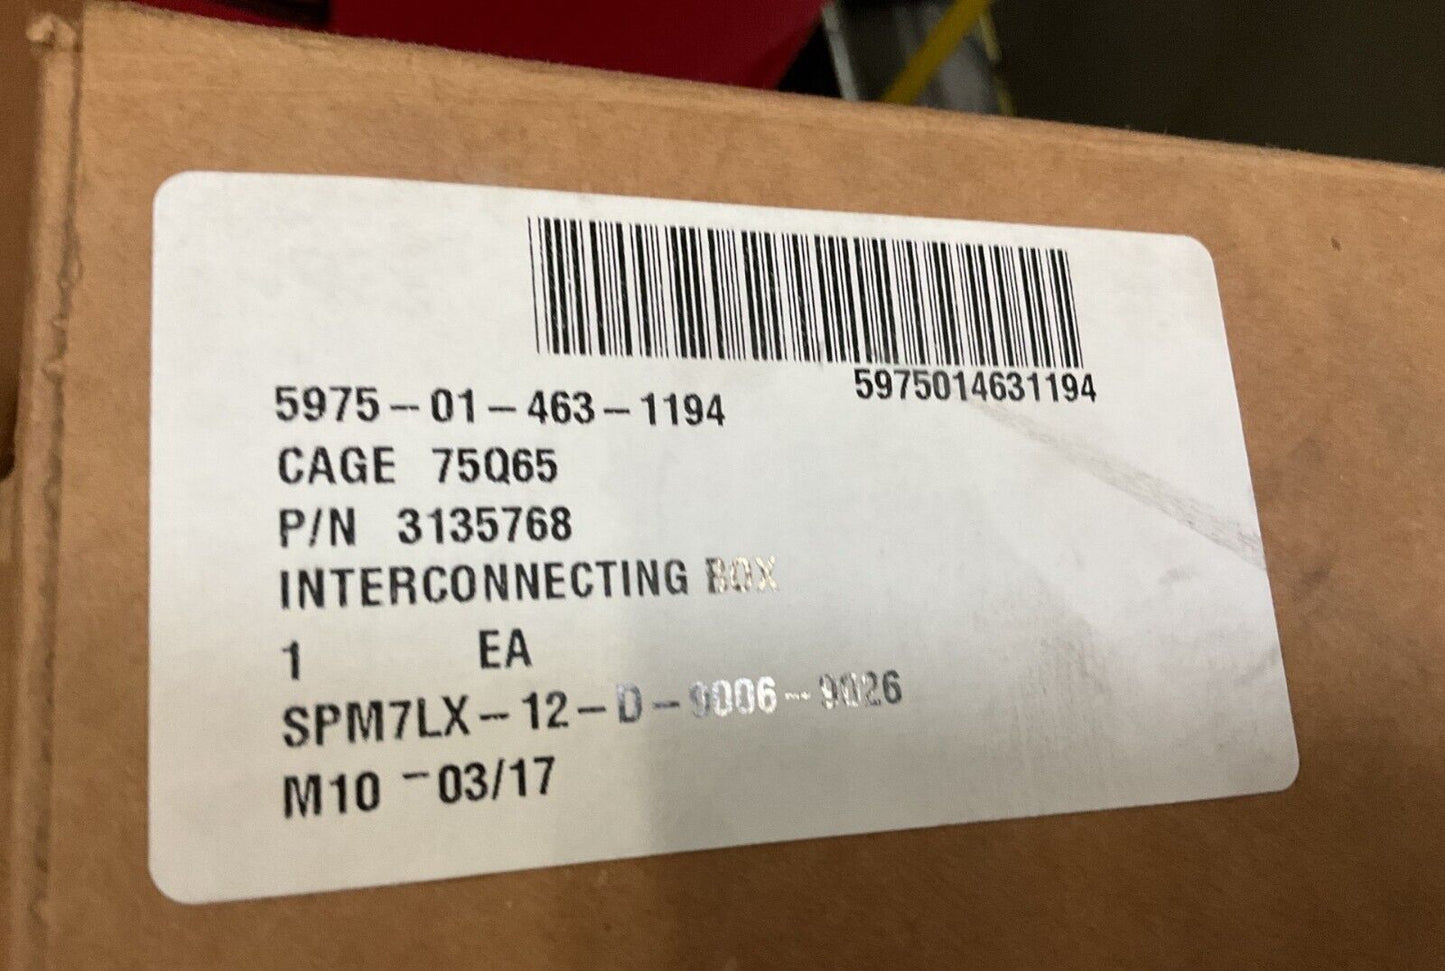 5975014631194
5975-01-463-1194
CAGE 75Q65
P/N 3135768
INTERCONNECTING BOX
1 EA
SPM7LX-12-D-9006-9026
M10 -03/17